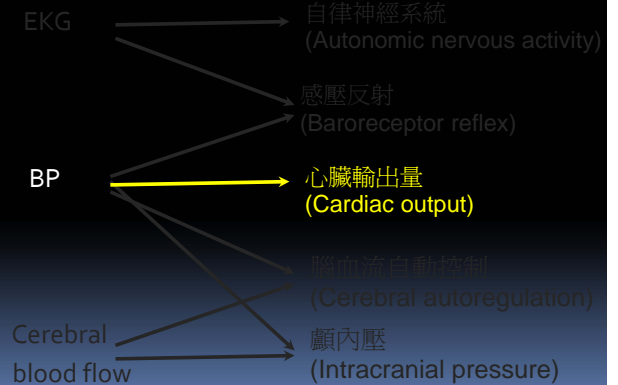 EKG
自律神經系統
(Autonomic nervous activity)
感壓反射
(Baroreceptor reflex)
BP
心臟輸出量
(Cardiac output)
腦血流自動控制
(Cerebral autoregulation)
Cerebral
blood flow
顱內壓
(Intracranial pressure)